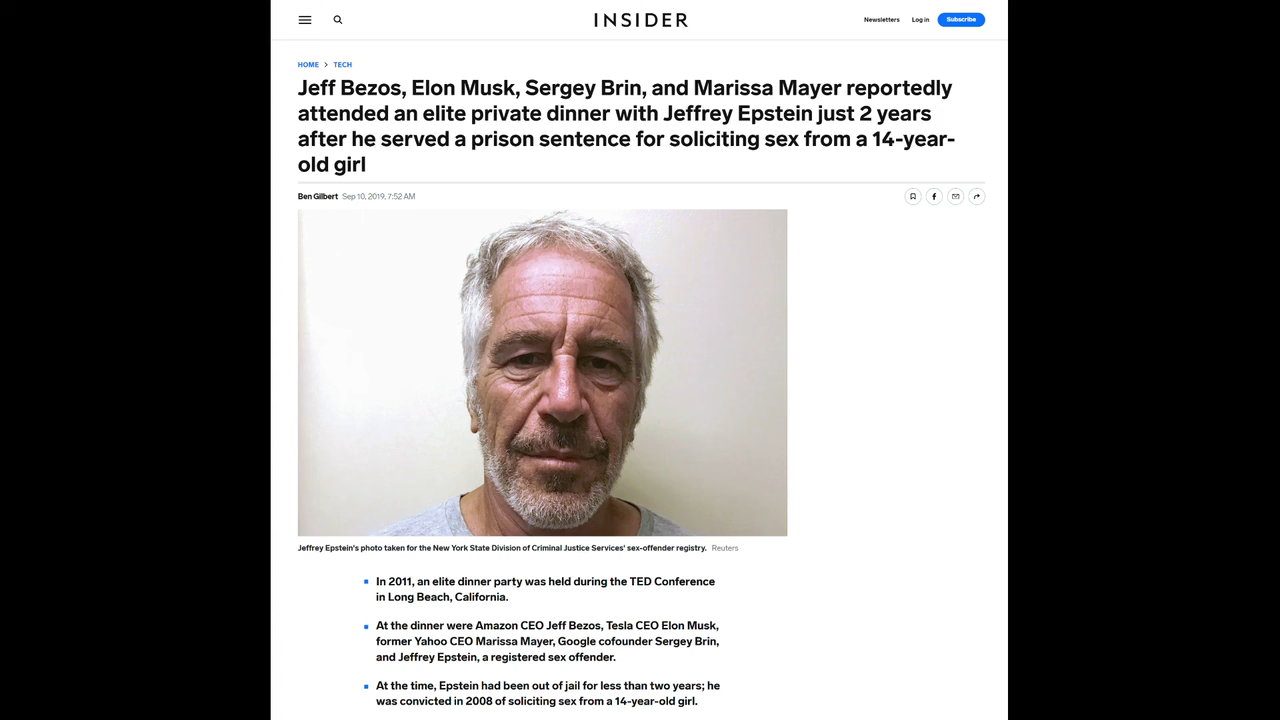 INSIDER
Newsletters Log in Subscribe
HOME > TECH
Jeff Bezos, Elon Musk, Sergey Brin, and Marissa Mayer reportedly
attended an elite private dinner with Jeffrey Epstein just 2 years
after he served a prison sentence for soliciting sex from a 14-year-
old girl
Ben Gilbert Sep 10, 2019, 7:52 AM
Jeffrey Epstein's photo taken for the New York State Division of Criminal Justice Services' sex-offender registry. Reuters
In 2011, an elite dinner party was held during the TED Conference
in Long Beach, California.
At the dinner were Amazon CEO Jeff Bezos, Tesla CEO Elon Musk,
former Yahoo CEO Marissa Mayer, Google cofounder Sergey Brin,
and Jeffrey Epstein, a registered sex offender.
At the time, Epstein had been out of jail for less than two years; he
was convicted in 2008 of soliciting sex from a 14-year-old girl.